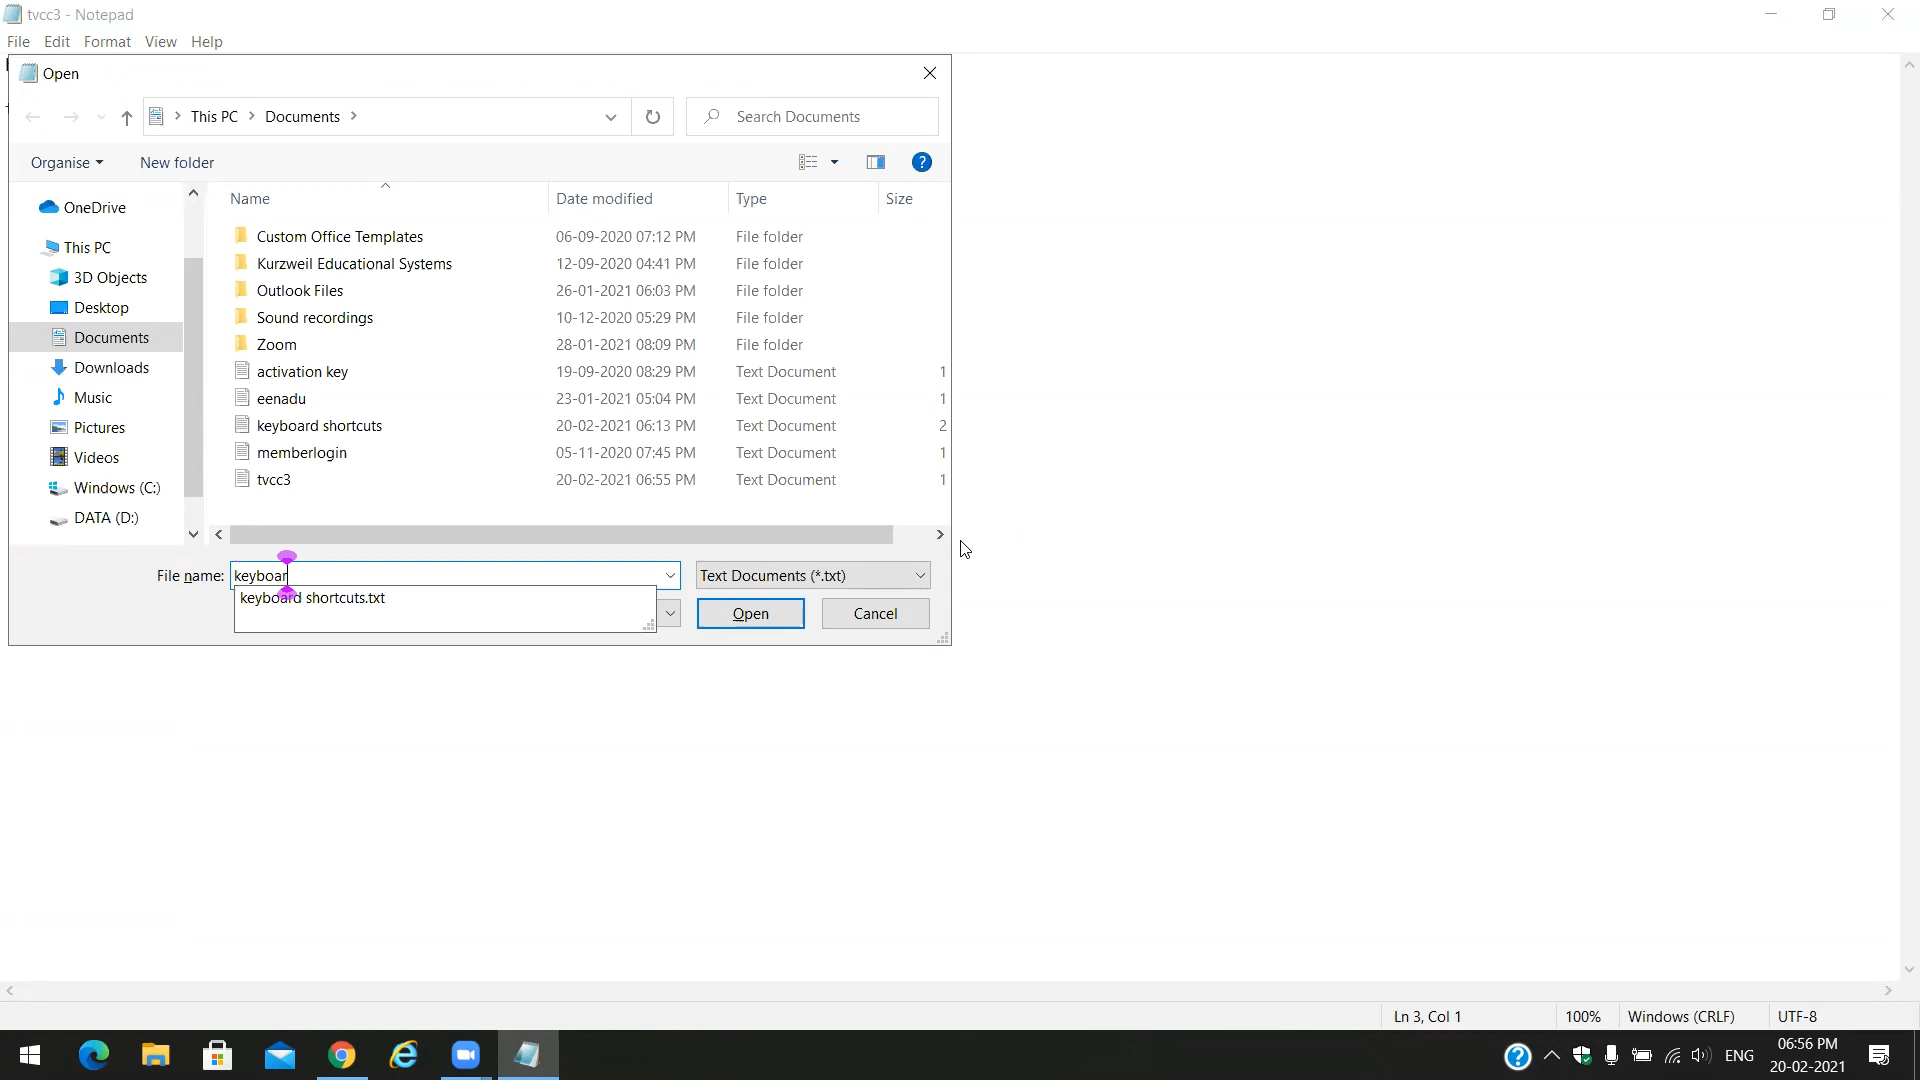 tvcc3 - Notepad
File Edit Format View Help
Open
This PC Documents
Search Documents
Organise New folder
Name Date modified Type Size
OneDrive
This PC
3D Objects
Desktop
Documents
Downloads
Music
Pictures
Videos
Windows (C:)
DATA (D:)
Custom Office Templates 06-09-2020 07:12 PM File folder
Kurzweil Educational Systems 12-09-2020 04:41 PM File folder
Outlook Files 26-01-2021 06:03 PM File folder
Sound recordings 10-12-2020 05:29 PM File folder
Zoom 28-01-2021 08:09 PM File folder
activation key 19-09-2020 08:29 PM Text Document 1
eenadu 23-01-2021 05:04 PM Text Document 1
keyboard shortcuts 20-02-2021 06:13 PM Text Document 2
memberlogin 05-11-2020 07:45 PM Text Document 1
tvcc3 20-02-2021 06:55 PM Text Document 1
File name: keyboar Text Documents (*.txt)
keyboard shortcuts.txt
Open Cancel
Ln 3, Col 1 100% Windows (CRLF) UTF-8
ENG 06:56 PM
20-02-2021